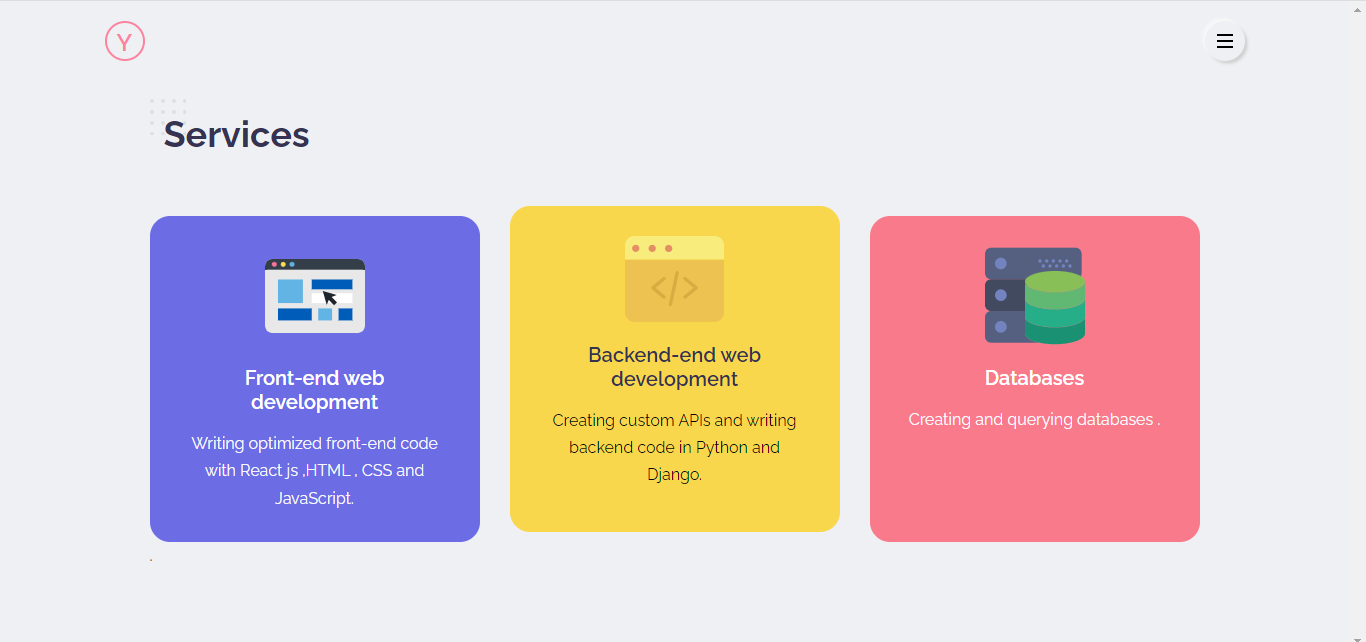 Y
Services
Front-end web
development
Writing optimized front-end code
with React js ,HTML , CSS and
JavaScript.
</>
Backend-end web
development
Creating custom APIs and writing
backend code in Python and
Django.
Databases
Creating and querying databases .
.